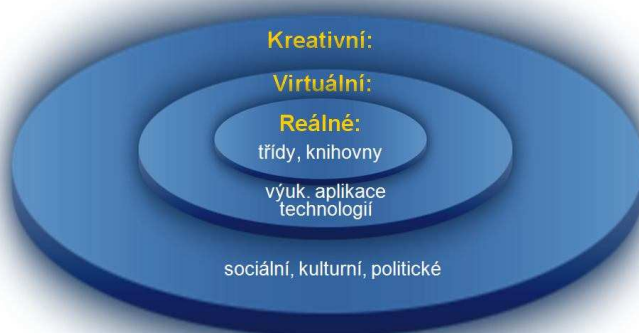 Kreativní:
Virtuální:
Reálné:
třídy, knihovny
výuk. aplikace
technologií
sociální, kulturní, politické